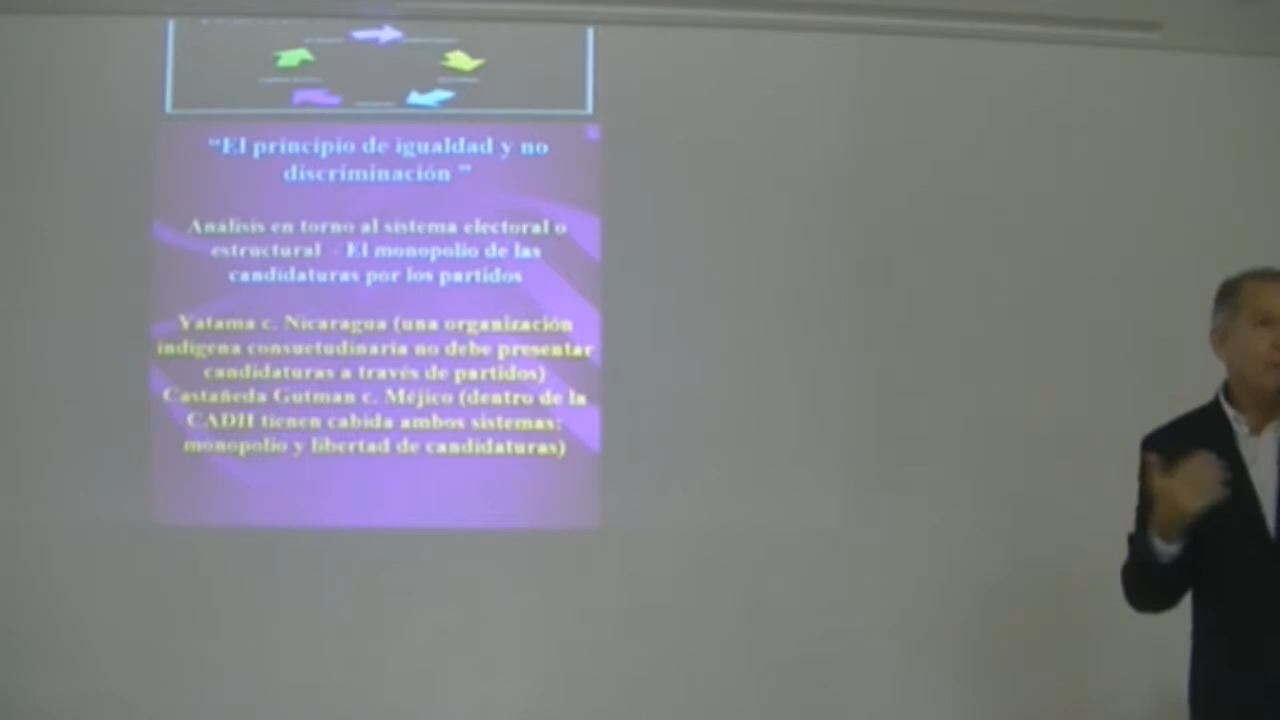 “El principio de igualdad y no
discriminación ”
Análisis en torno al sistema electoral o
estructural - El monopolio de las
candidaturas por los partidos
Yatama c. Nicaragua (una organización
indígena consuetudinaria no debe presentar
candidaturas a través de partidos)
Castañeda Gutman c. Méjico (dentro de la
CADH tienen cabida ambos sistemas:
monopolio y libertad de candidaturas)